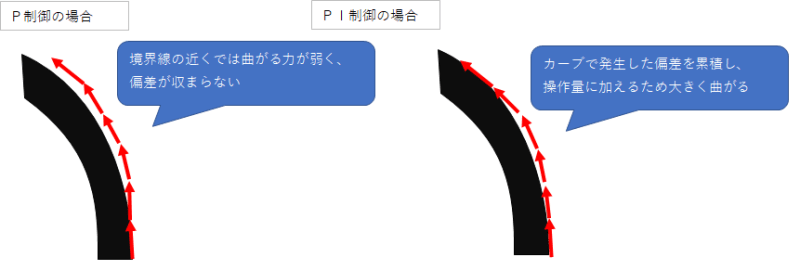 Ｐ制御の場合
境界線の近くでは曲がる力が弱く、
偏差が収まらない
ＰＩ制御の場合
カーブで発生した偏差を累積し、
操作量に加えるため大きく曲がる